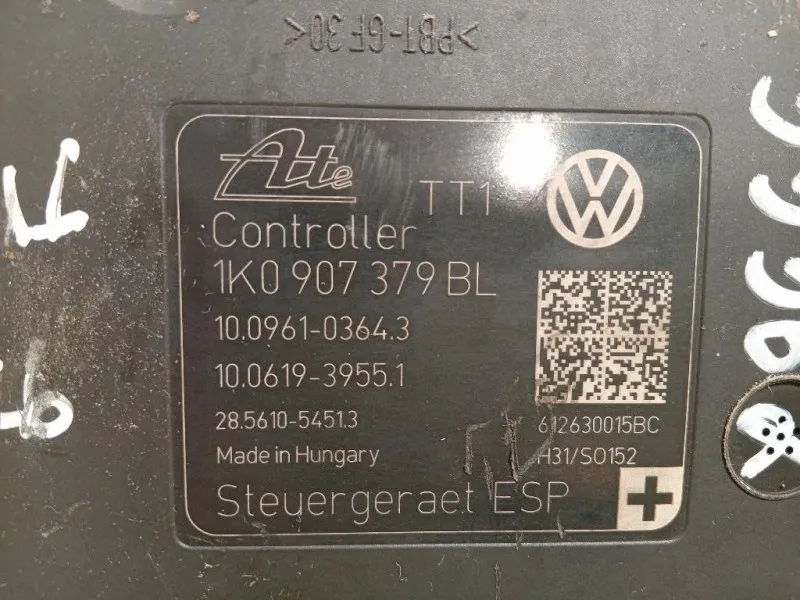 >PBT-GF30<
Ate
TT1
VW
Controller
1K0 907 379 BL
10.0961-0364.3
10.0619-3955.1
28.5610-5451.3
612630015BC
Made in Hungary
H31/S0152
Steuergeraet ESP